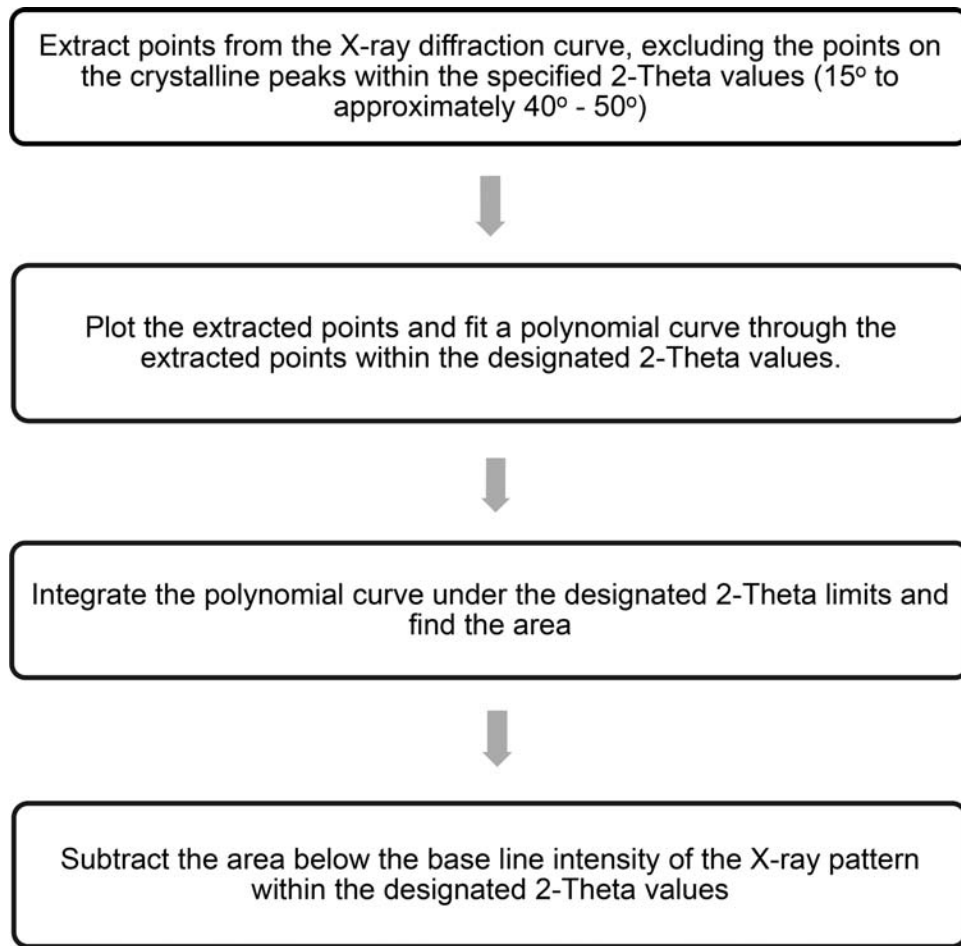 Extract points from the X-ray diffraction curve, excluding the points on
the crystalline peaks within the specified 2-Theta values (15º to
approximately 40º - 50º)
Plot the extracted points and fit a polynomial curve through the
extracted points within the designated 2-Theta values.
Integrate the polynomial curve under the designated 2-Theta limits and
find the area
Subtract the area below the base line intensity of the X-ray pattern
within the designated 2-Theta values